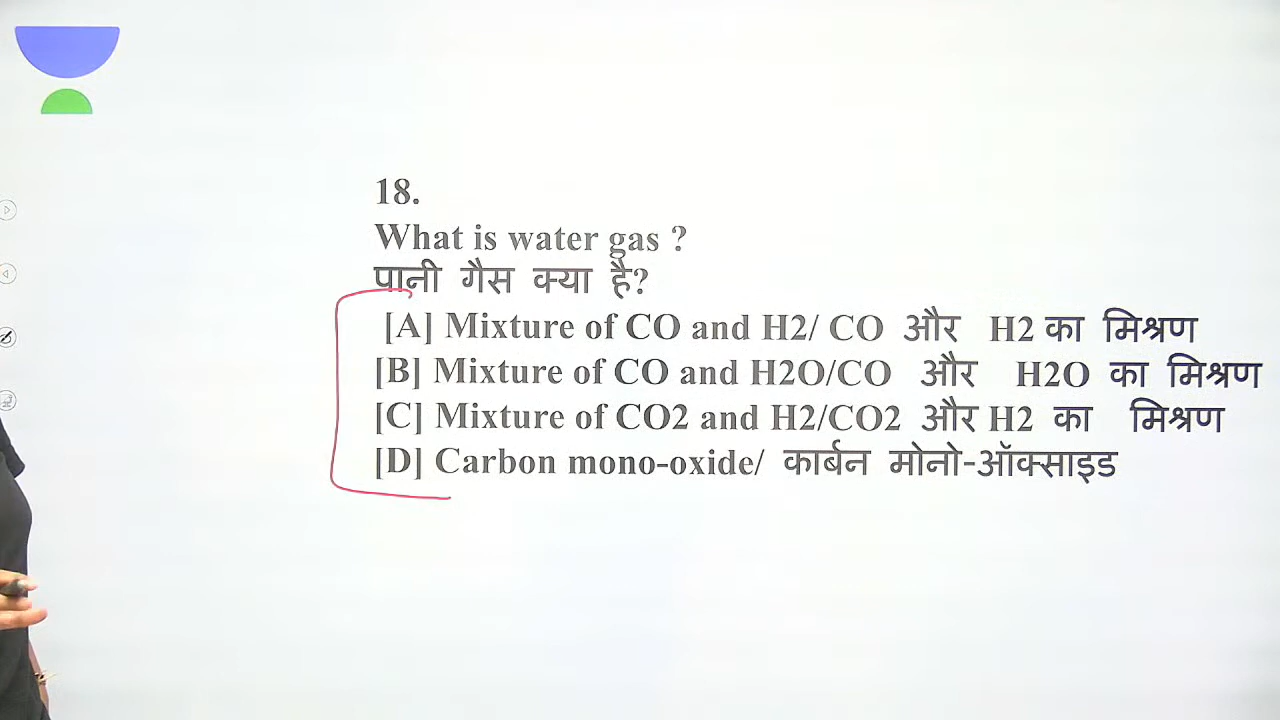 18.
What is water gas ?
पानी गैस क्या है?
[A] Mixture of CO and H2/ CO और H2 का मिश्रण
[B] Mixture of CO and H2O/CO और H2O का मिश्रण
[C] Mixture of CO2 and H2/CO2 और H2 का मिश्रण
[D] Carbon mono-oxide/ कार्बन मोनो-ऑक्साइड